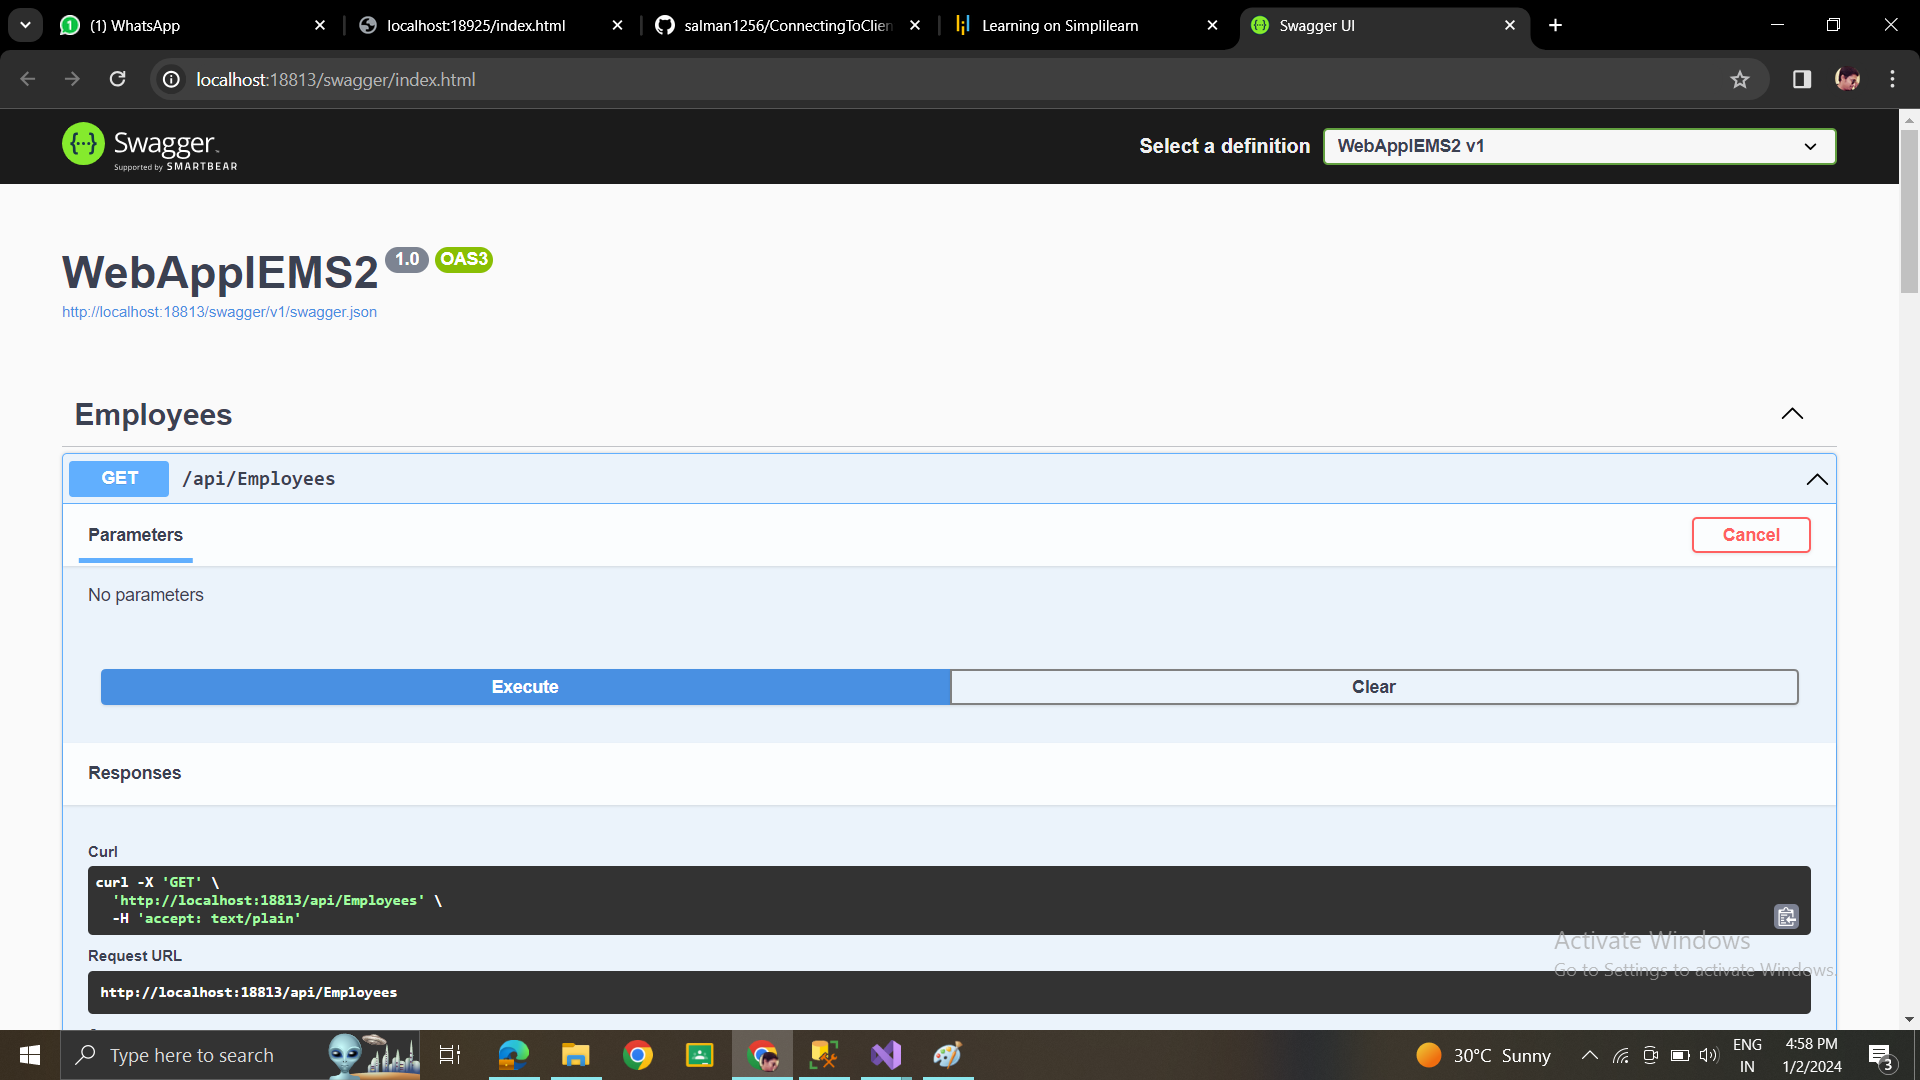 (1) WhatsApp
localhost:18925/index.html
salman1256/ConnectingToClien
Learning on Simplilearn
Swagger UI
localhost:18813/swagger/index.html
Swagger
Supported by SMARTBEAR
Select a definition
WebAppIEMS2 v1
WebAppIEMS2 1.0 OAS3
http://localhost:18813/swagger/v1/swagger.json
Employees
GET /api/Employees
Parameters
Cancel
No parameters
Execute
Clear
Responses
Curl
curl -X 'GET' \
'http://localhost:18813/api/Employees' \
-H 'accept: text/plain'
Request URL
http://localhost:18813/api/Employees
Activate Windows
Go to Settings to activate Windows.
Type here to search
30°C Sunny
ENG
IN
4:58 PM
1/2/2024
3